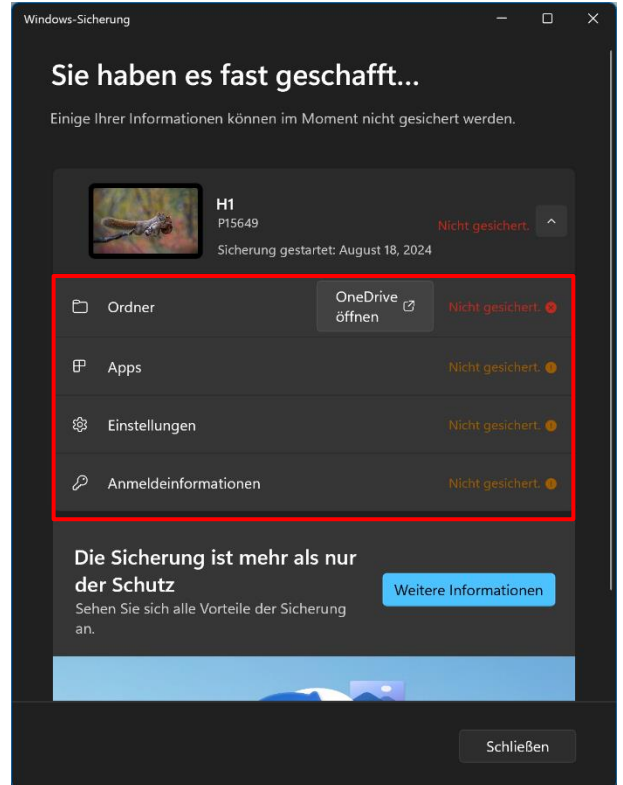 Windows-Sicherung
Sie haben es fast geschafft...
Einige Ihrer Informationen können im Moment nicht gesichert werden.
H1
P15649
Nicht gesichert.
Sicherung gestartet: August 18, 2024
Ordner
OneDrive
öffnen
Nicht gesichert.
Apps
Nicht gesichert.
Einstellungen
Nicht gesichert.
Anmeldeinformationen
Nicht gesichert.
Die Sicherung ist mehr als nur
der Schutz
Sehen Sie sich alle Vorteile der Sicherung
an.
Weitere Informationen
Schließen